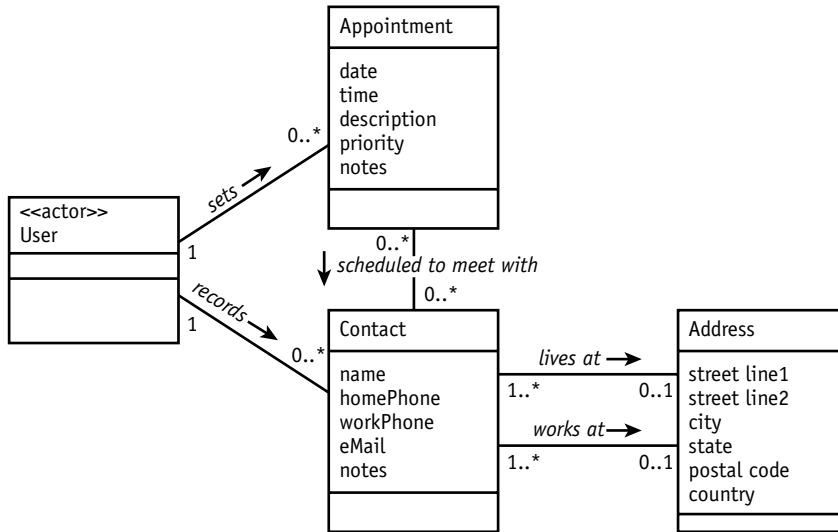 Appointment
date
time
description
priority
notes
0..*
sets
<<actor>>
User
1
0..*
scheduled to meet with
0..*
records
1
0..*
Contact
name
homePhone
workPhone
eMail
notes
lives at
1..*
0..1
works at
1..*
0..1
Address
street line1
street line2
city
state
postal code
country